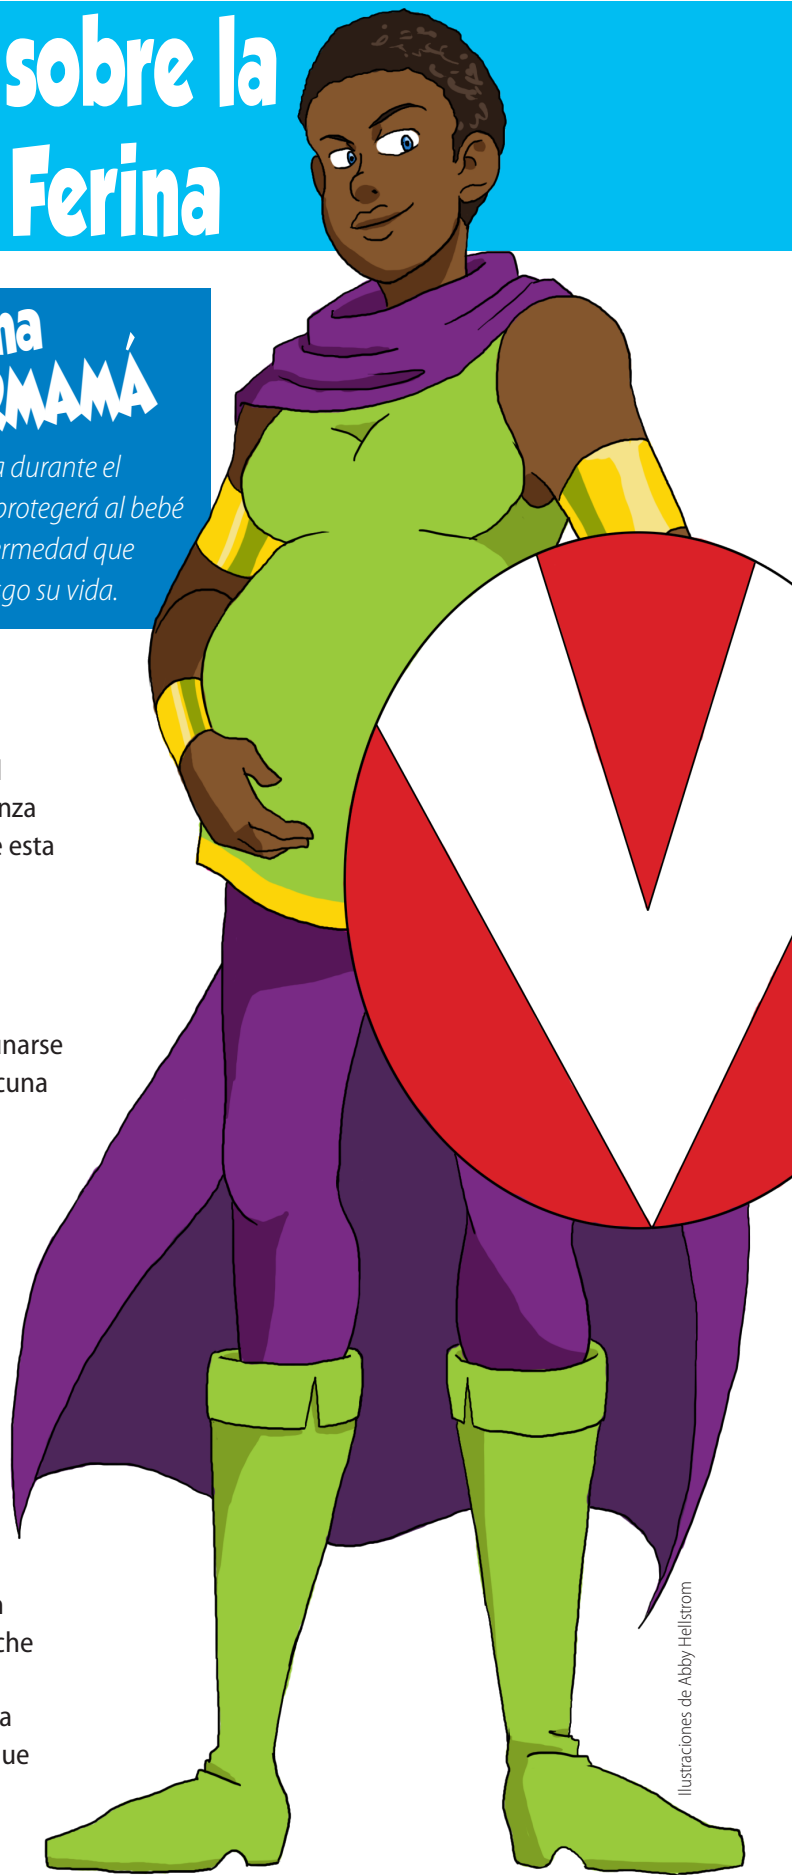 sobre la
Ferina
na
RMAMÁ
a durante el
protegerá al bebé
ermedad que
go su vida.
l
nza
e esta
unarse
cuna
n
che
a
ue
Ilustraciones de Abby Hellstrom